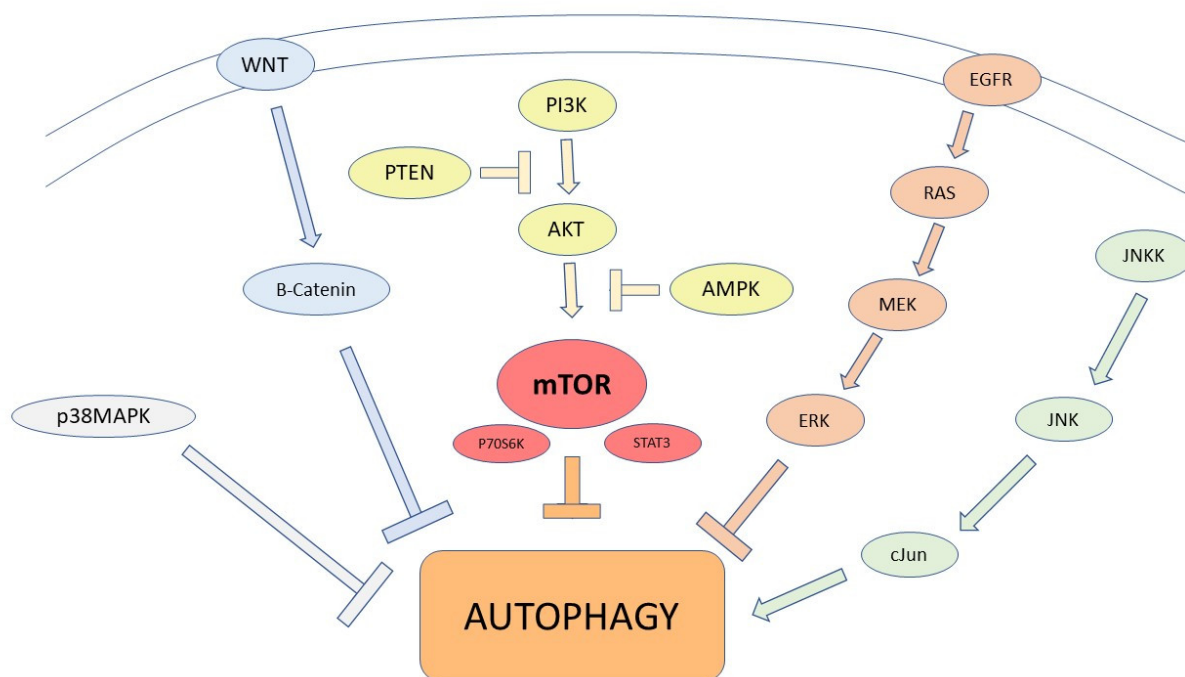 WNT
EGFR
PI3K
PTEN
RAS
AKT
JNKK
B-Catenin
AMPK
MEK
mTOR
p38MAPK
ERK
JNK
P70S6K
STAT3
cJun
AUTOPHAGY